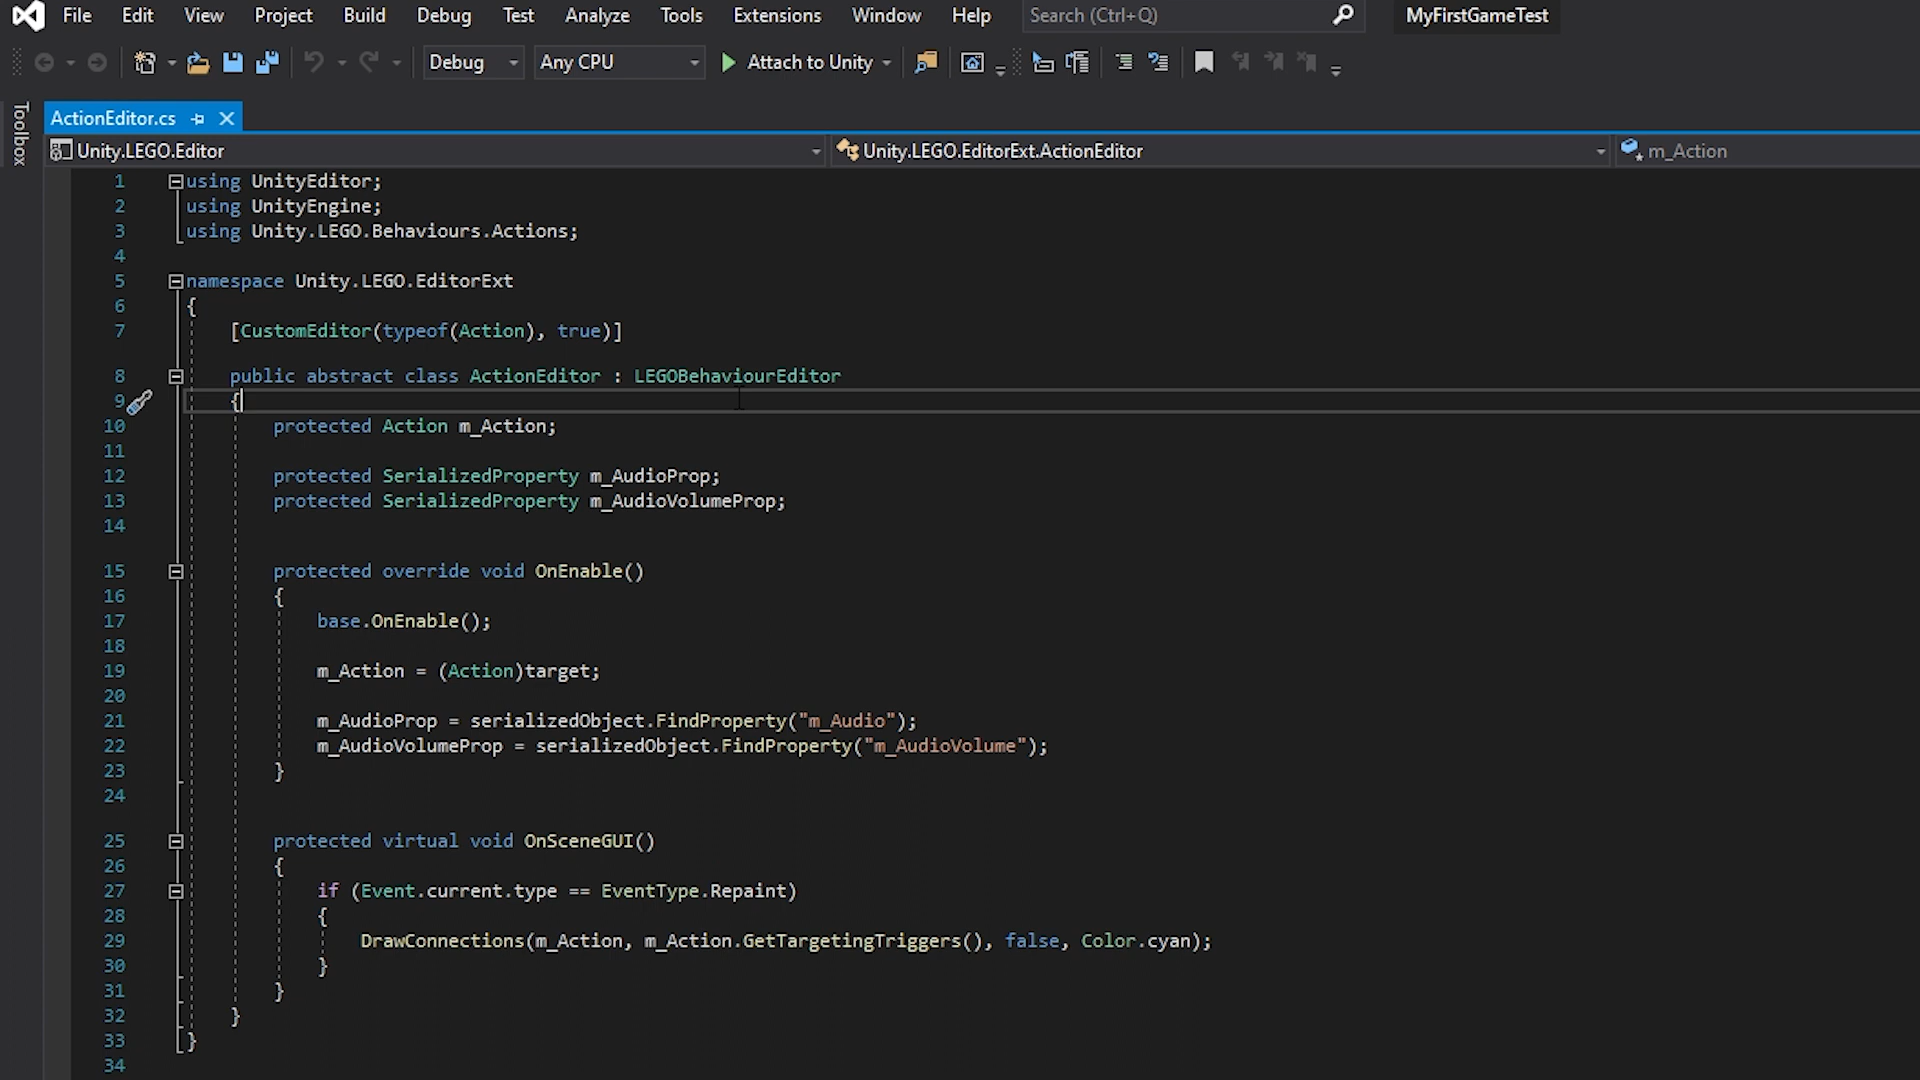 File Edit View Project Build Debug Test Analyze Tools Extensions Window Help Search (Ctrl+Q) MyFirstGameTest
Debug Any CPU Attach to Unity
Toolbox
ActionEditor.cs
Unity.LEGO.Editor Unity.LEGO.EditorExt.ActionEditor m_Action
1 using UnityEditor;
2 using UnityEngine;
3 using Unity.LEGO.Behaviours.Actions;
4
5 namespace Unity.LEGO.EditorExt
6 {
7 [CustomEditor(typeof(Action), true)]
8 public abstract class ActionEditor : LEGOBehaviourEditor
9 {
10 protected Action m_Action;
11
12 protected SerializedProperty m_AudioProp;
13 protected SerializedProperty m_AudioVolumeProp;
14
15 protected override void OnEnable()
16 {
17 base.OnEnable();
18
19 m_Action = (Action)target;
20
21 m_AudioProp = serializedObject.FindProperty("m_Audio");
22 m_AudioVolumeProp = serializedObject.FindProperty("m_AudioVolume");
23 }
24
25 protected virtual void OnSceneGUI()
26 {
27 if (Event.current.type == EventType.Repaint)
28 {
29 DrawConnections(m_Action, m_Action.GetTargetingTriggers(), false, Color.cyan);
30 }
31 }
32 }
33 }
34